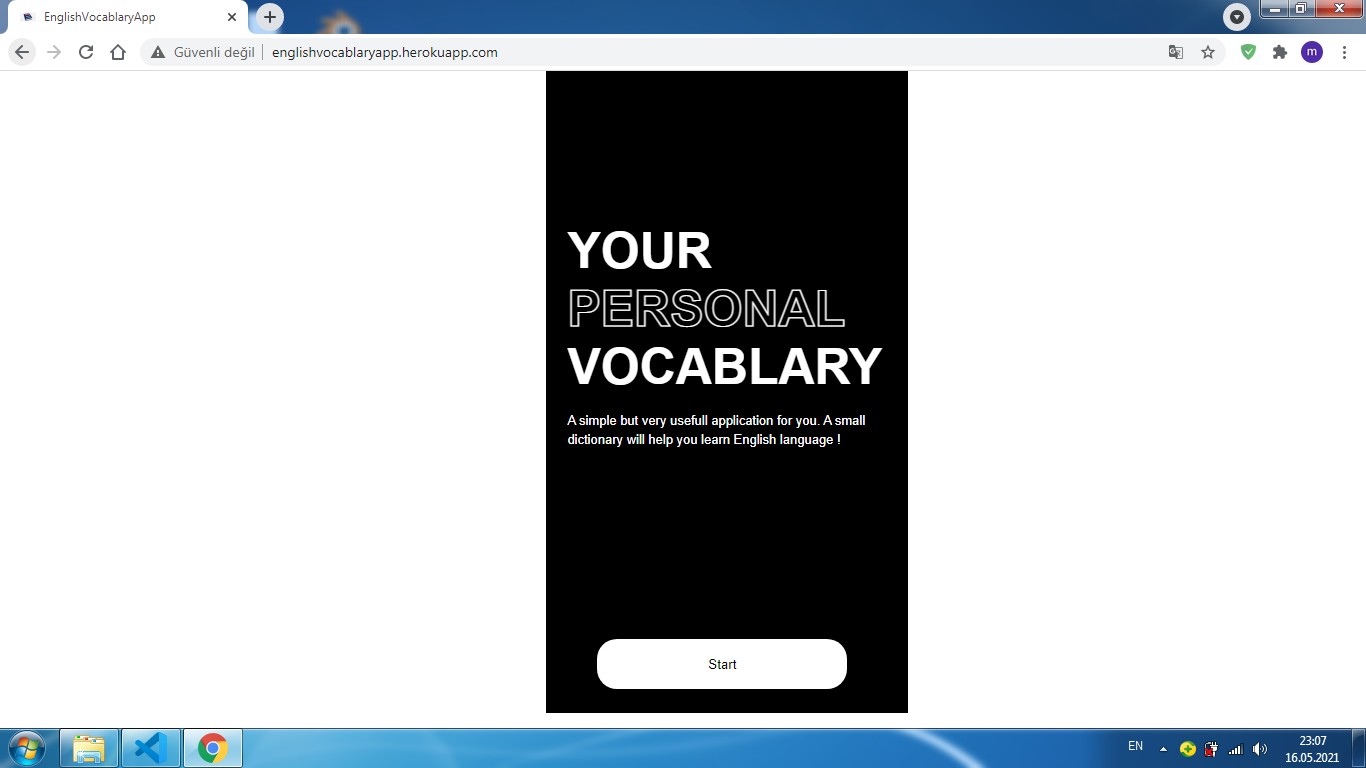 EnglishVocablaryApp
Güvenli değil
englishvocablaryapp.herokuapp.com
m
YOUR
PERSONAL
VOCABLARY
A simple but very usefull application for you. A small
dictionary will help you learn English language !
Start
EN
23:07
16.05.2021